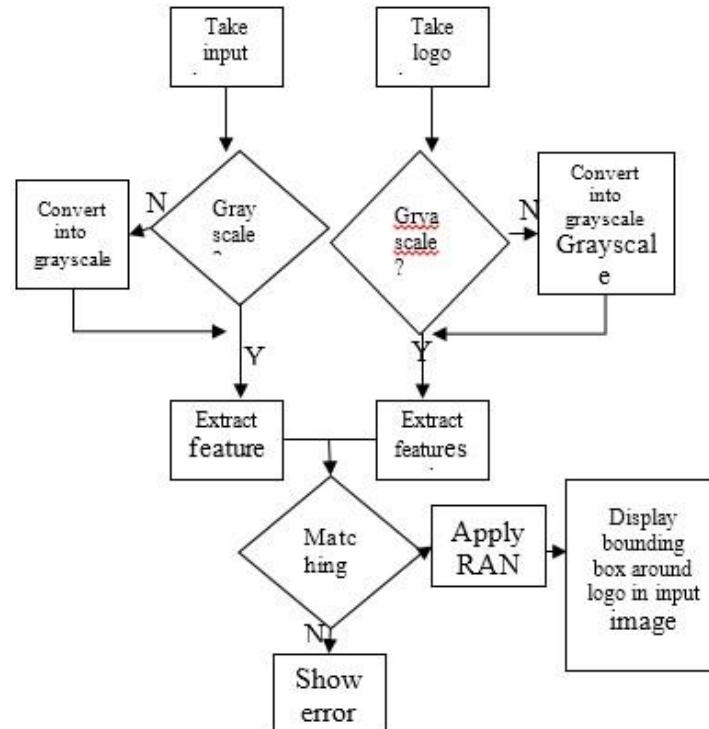 Take
input
Take
logo
N
Convert
into
grayscale
Gray
scale
?
Grya
scale
?
N
Convert
into
grayscale
Grayscal
e
Y
Y
Extract
feature
Extract
features
Matc
hing
Apply
RAN
Display
bounding
box around
logo in input
image
N
Show
error